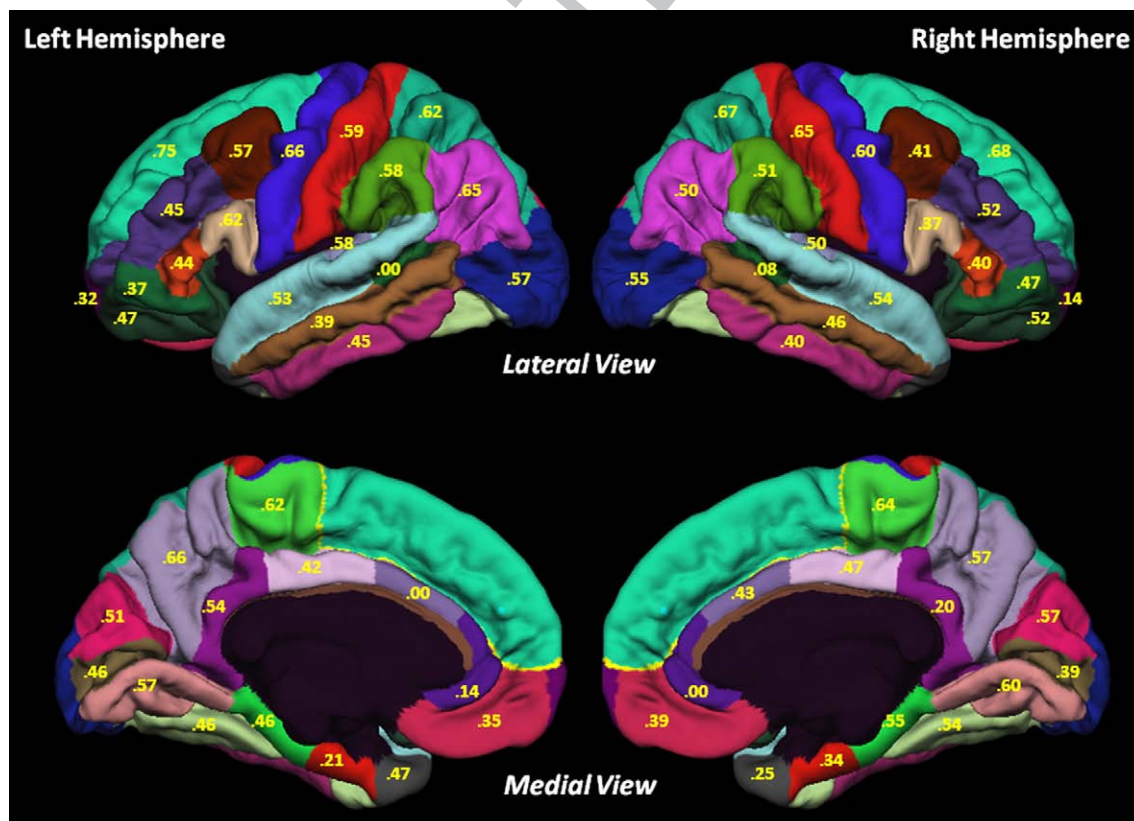 Left Hemisphere Right Hemisphere
.75 .57 .66 .59 .62
.58 .65
.45 .62 .58
.44 .00 .57
.32 .37 .47 .53 .39 .45
.67 .65 .60 .41 .68
.50 .51
.50 .37 .52
.55 .08 .40 .47
.54 .46 .40 .52 .14
Lateral View
.62
.66 .42 .00
.51 .54
.46 .57 .14
.46 .46 .35
.21 .47
.64
.47 .57
.43 .20 .57
.00 .60 .39
.39 .55 .54
.25 .34
Medial View